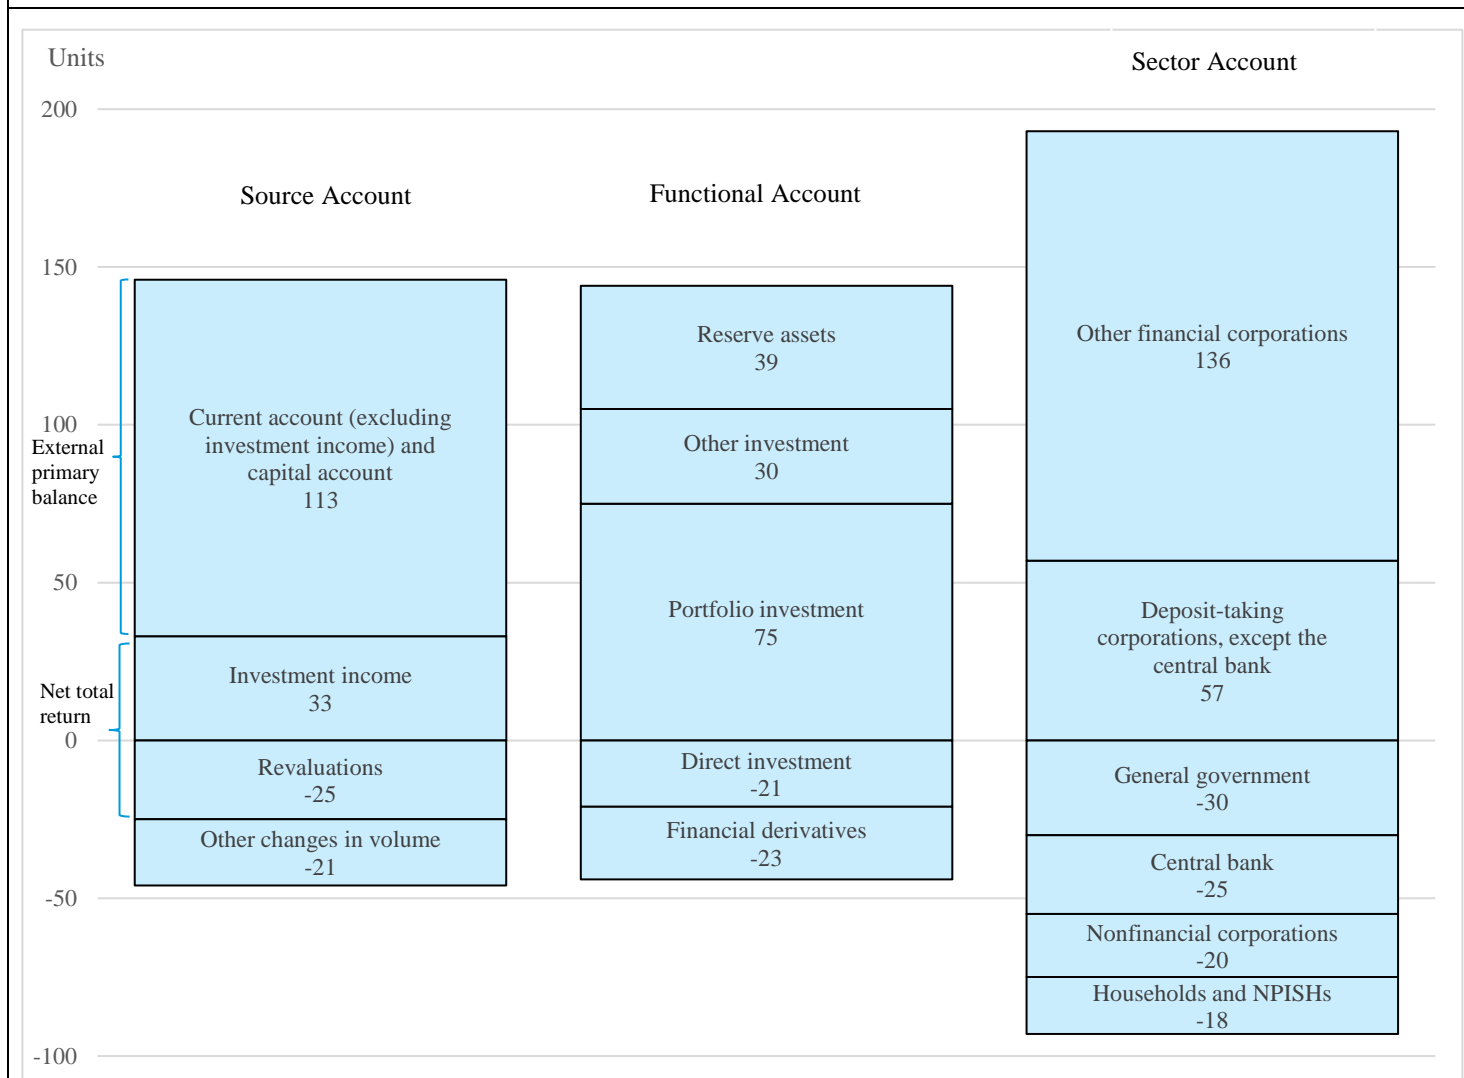 Units
Sector Account
200
Source Account
Functional Account
150
Reserve assets
39
Other financial corporations
136
Current account (excluding
investment income) and
capital account
113
100
External
primary
balance
Other investment
30
50
Portfolio investment
75
Deposit-taking
corporations, except the
central bank
57
Net total
return
Investment income
33
0
Revaluations
-25
Direct investment
-21
General government
-30
Other changes in volume
-21
Financial derivatives
-23
Central bank
-25
-50
Nonfinancial corporations
-20
Households and NPISHs
-18
-100